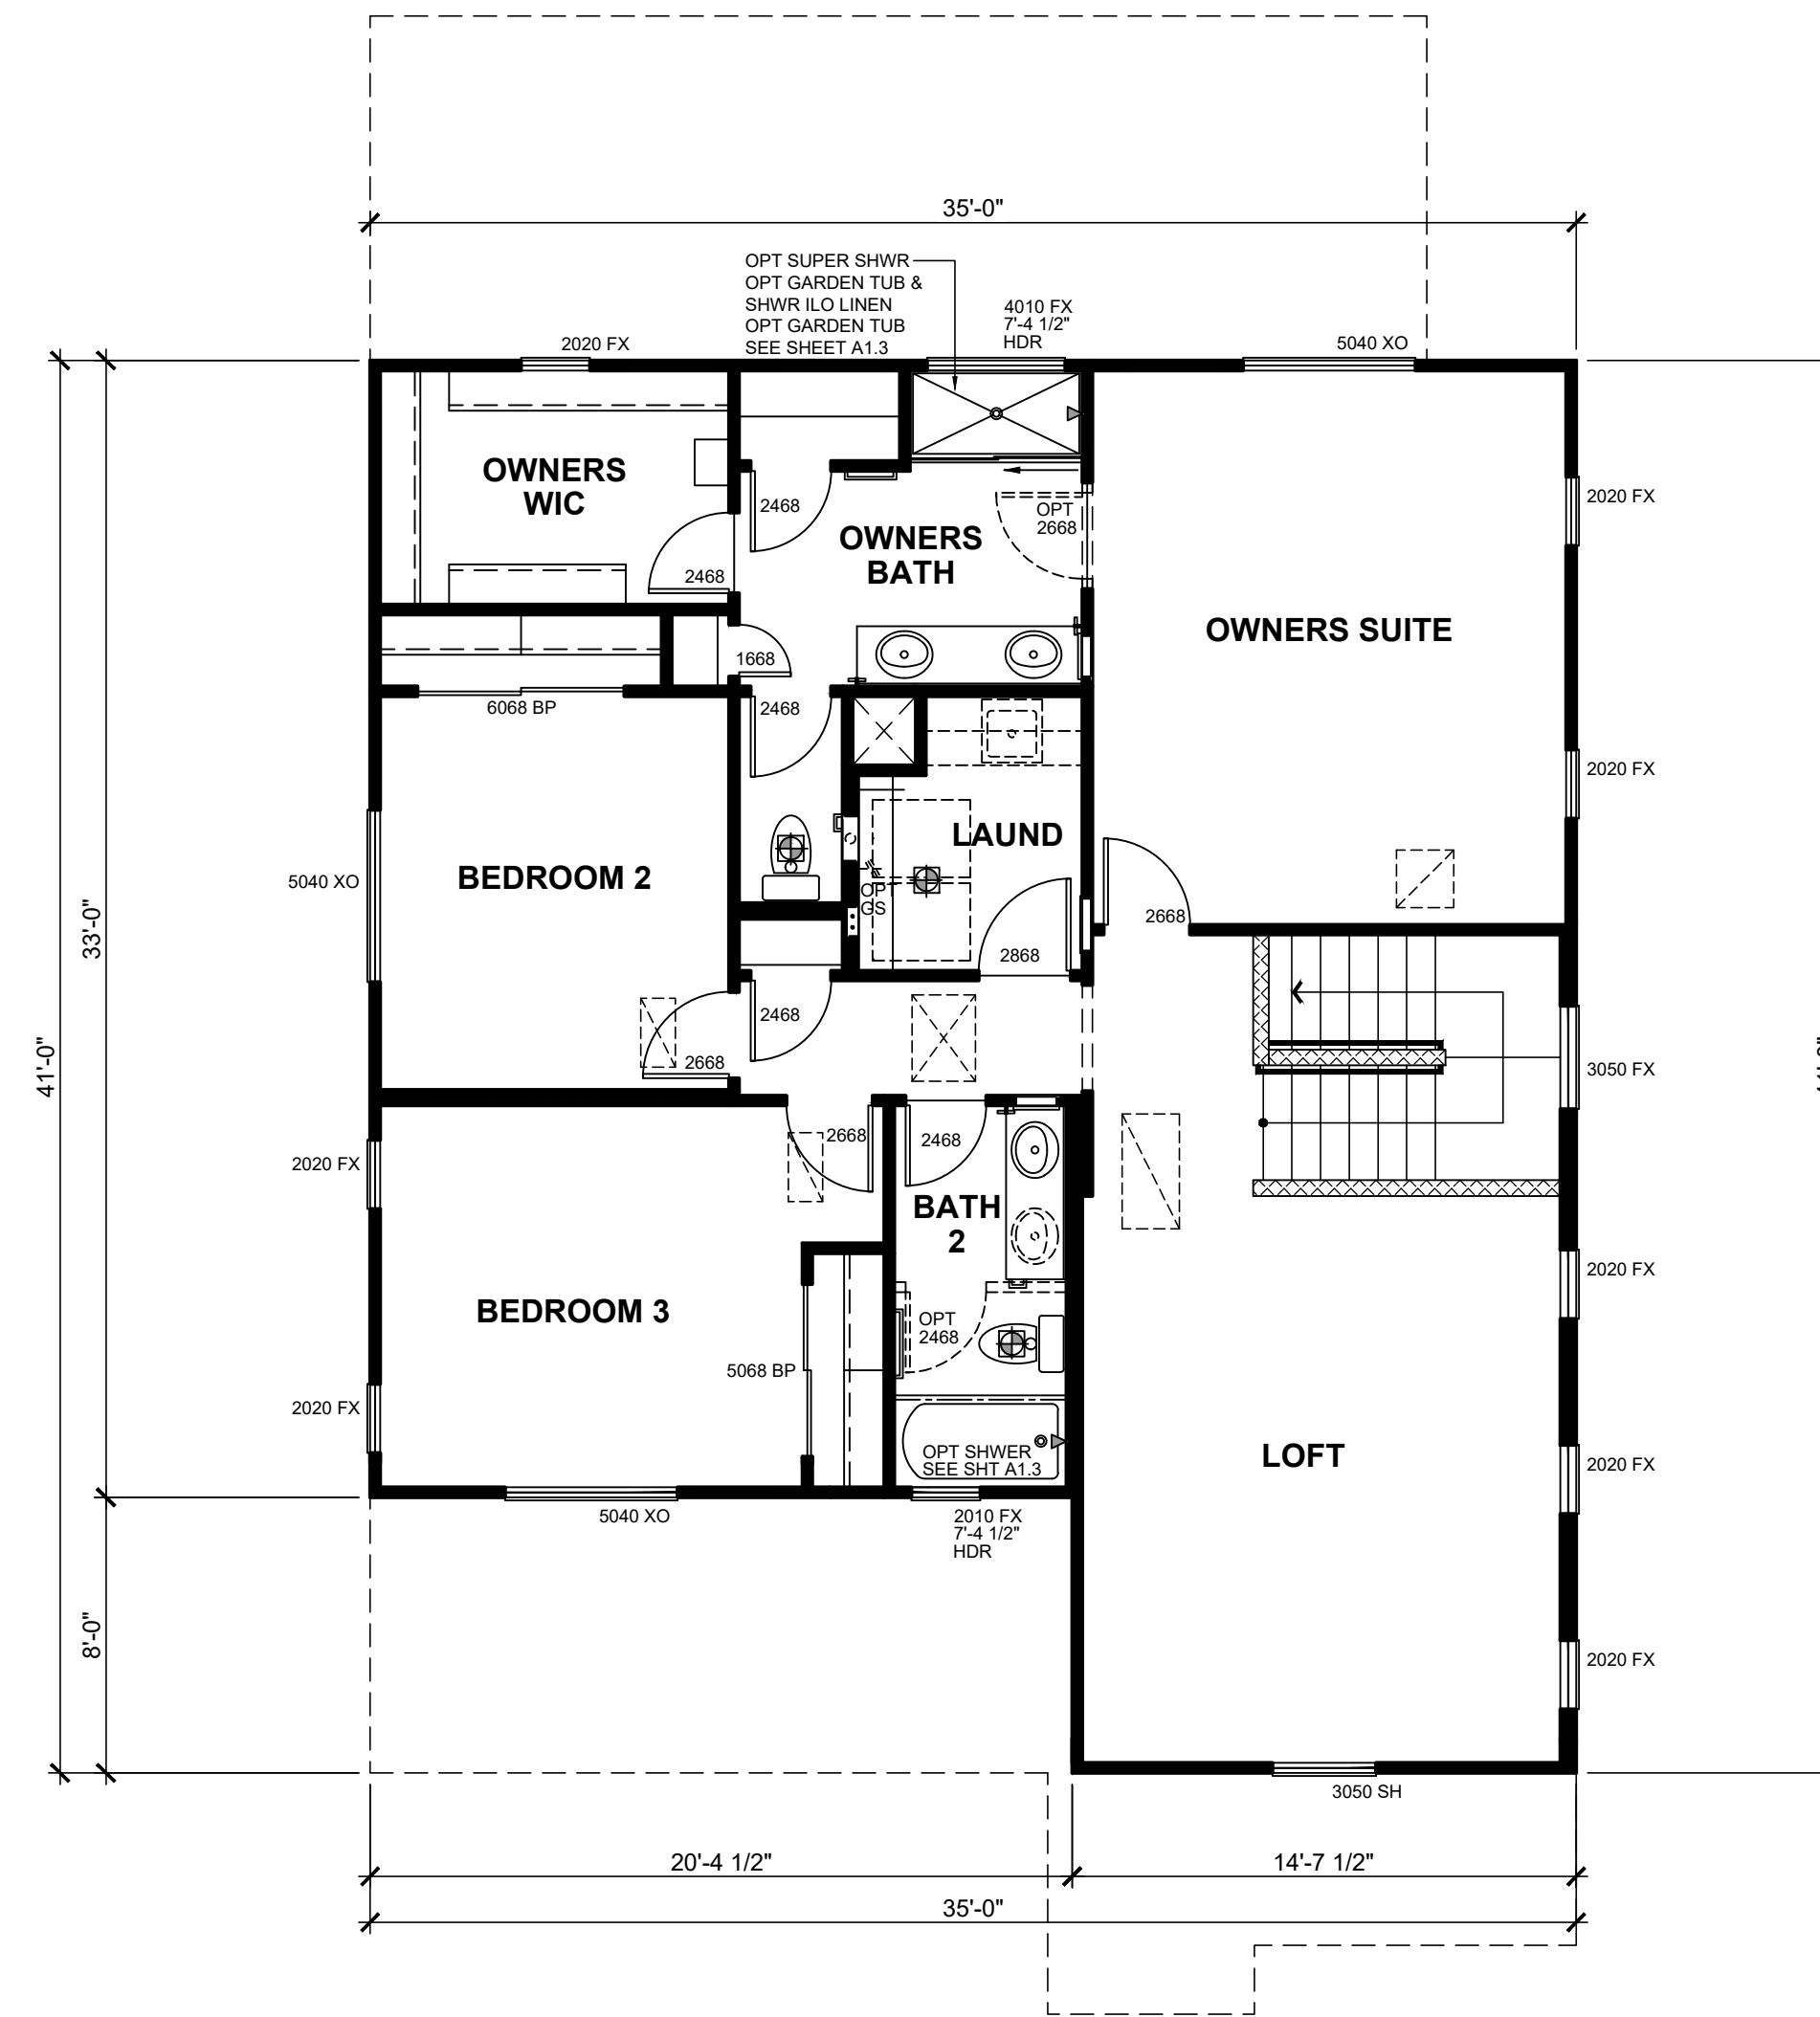 35'-0"
OPT SUPER SHWR
OPT GARDEN TUB &
SHWR ILO LINEN
OPT GARDEN TUB
SEE SHEET A1.3
4010 FX
7'-4 1/2"
HDR
2020 FX
5040 XO
OWNERS
WIC
2468
2468
OWNERS
BATH
OPT
2668
2020 FX
OWNERS SUITE
1668
6068 BP
2468
2020 FX
LAUND
BEDROOM 2
5040 XO
OPT
GS
2668
2868
33'-0"
41'-0"
2468
2668
3050 FX
2020 FX
2668
2468
BATH
2
2020 FX
BEDROOM 3
OPT
2468
5068 BP
2020 FX
OPT SHWER
SEE SHT A1.3
LOFT
2020 FX
5040 XO
2010 FX
7'-4 1/2"
HDR
8'-0"
2020 FX
3050 SH
20'-4 1/2"
14'-7 1/2"
35'-0"